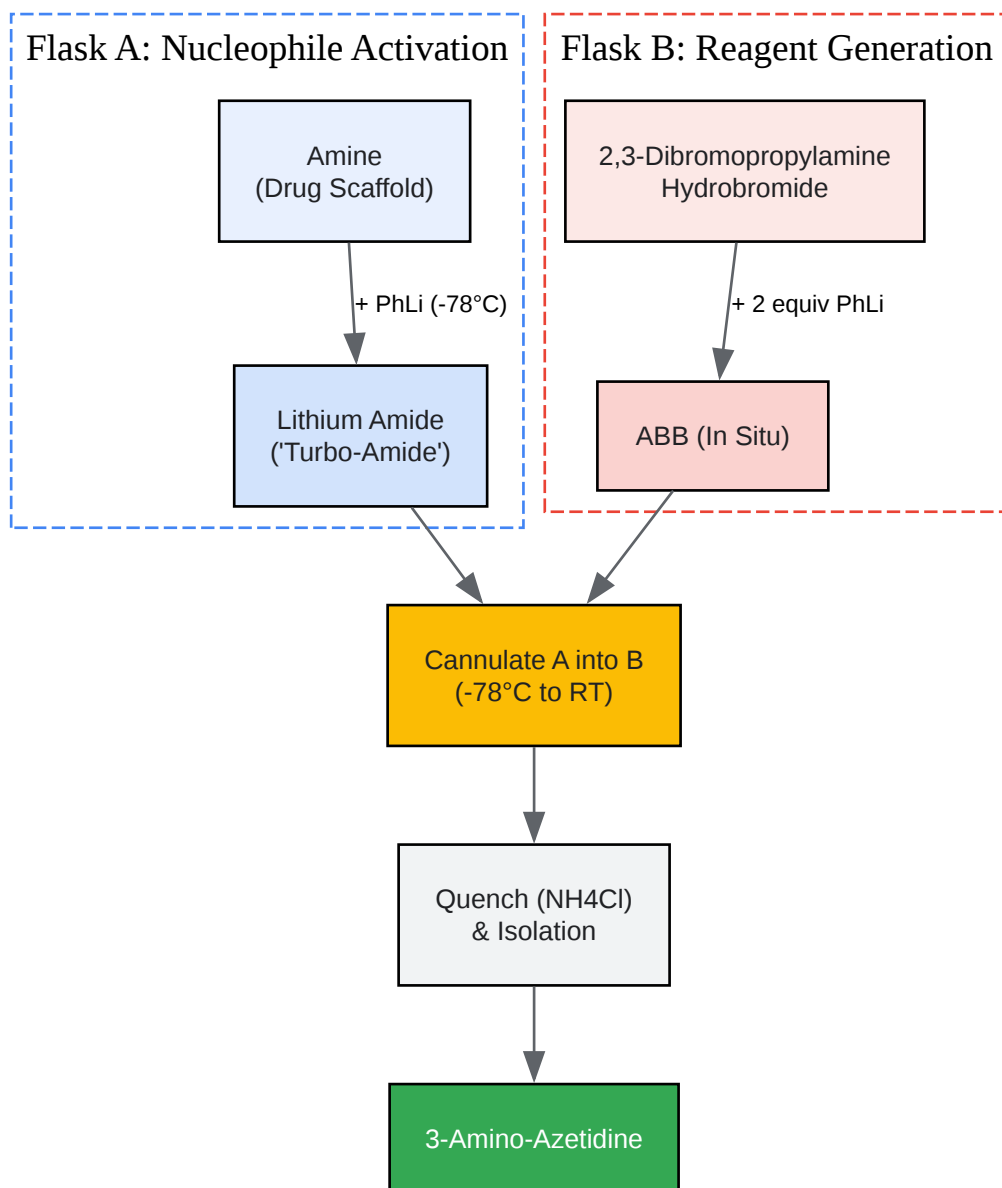 Flask A: Nucleophile Activation
Flask B: Reagent Generation
Amine
(Drug Scaffold)
2,3-Dibromopropylamine
Hydrobromide
+ PhLi (-78°C)
+ 2 equiv PhLi
Lithium Amide
('Turbo-Amide')
ABB (In Situ)
Cannulate A into B
(-78°C to RT)
Quench (NH4Cl)
& Isolation
3-Amino-Azetidine